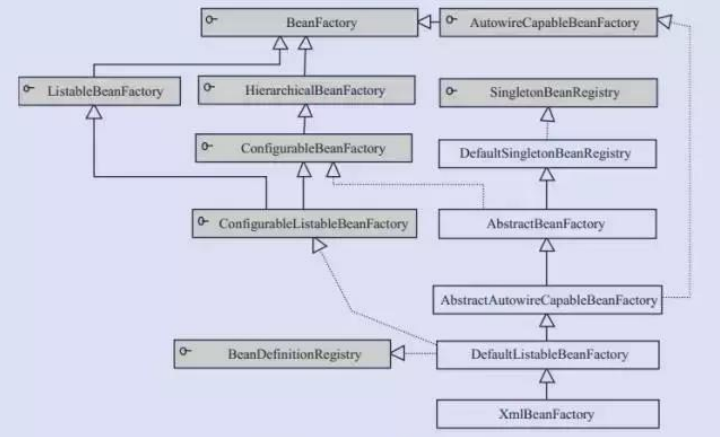 BeanFactory
AutowireCapableBeanFactory
ListableBeanFactory
HierarchicalBeanFactory
SingletonBeanRegistry
ConfigurableBeanFactory
DefaultSingletonBeanRegistry
ConfigurableListableBeanFactory
AbstractBeanFactory
AbstractAutowireCapableBeanFactory
BeanDefinitionRegistry
DefaultListableBeanFactory
XmlBeanFactory